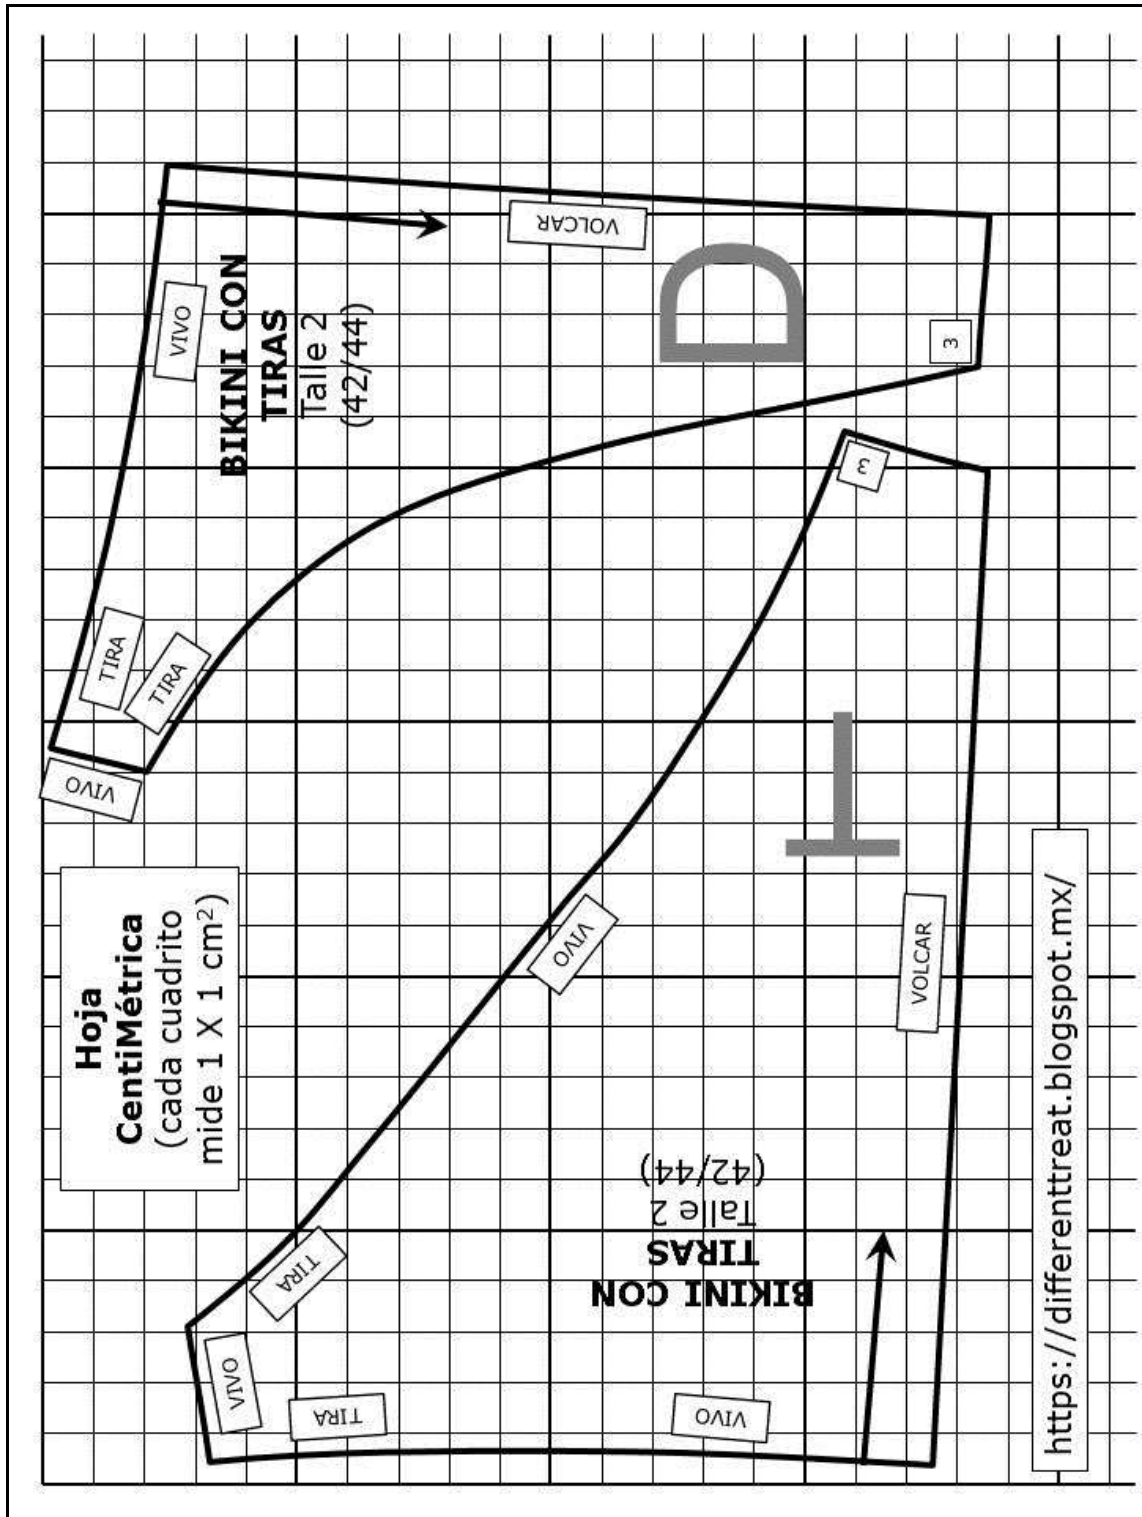 VOLCAR
D
VIVO
BIKINI CON
TIRAS
Talle 2
(42/44)
3
3
TIRA
TIRA
VIVO
T
Hoja
CentiMétrica
(cada cuadrito
mide 1 X 1 cm²)
VIVO
VOLCAR
BIKINI CON
TIRAS
Talle 2
(42/44)
TIRA
VIVO
TIRA
VIVO
https://differenttreat.blogspot.mx/